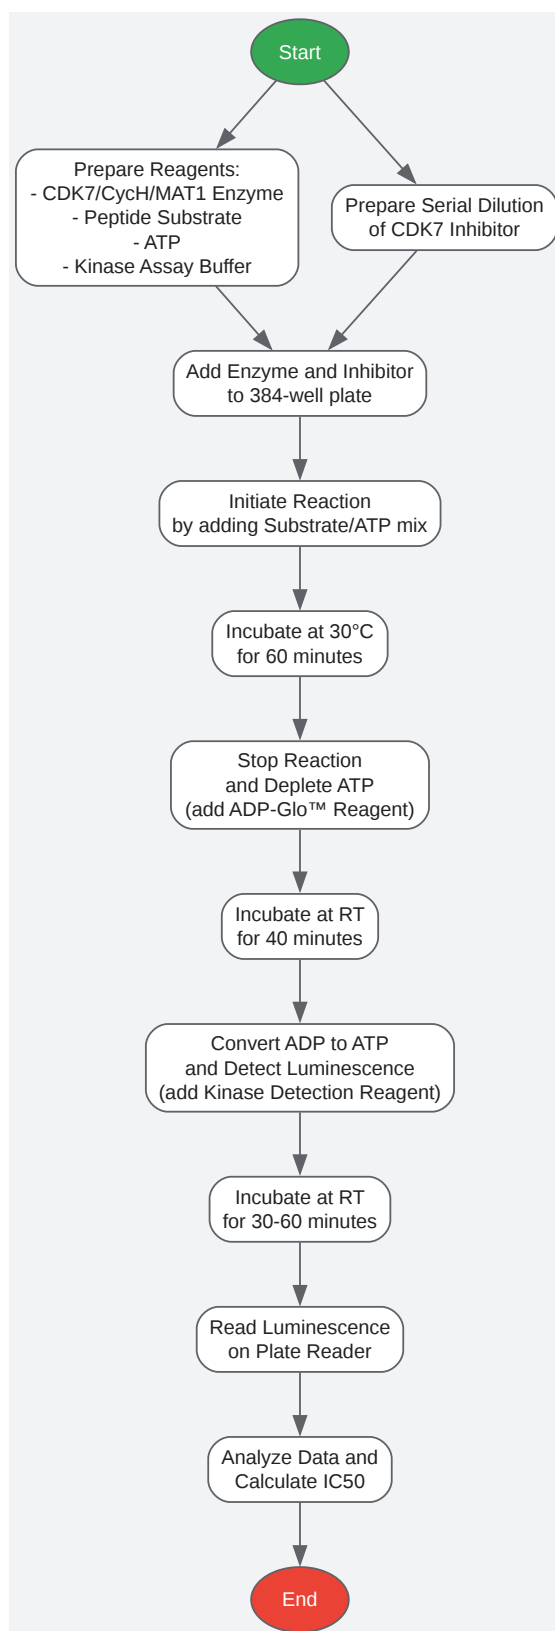 Start
Prepare Reagents:
- CDK7/CycH/MAT1 Enzyme
- Peptide Substrate
- ATP
- Kinase Assay Buffer
Prepare Serial Dilution
of CDK7 Inhibitor
Add Enzyme and Inhibitor
to 384-well plate
Initiate Reaction
by adding Substrate/ATP mix
Incubate at 30°C
for 60 minutes
Stop Reaction
and Deplete ATP
(add ADP-Glo™ Reagent)
Incubate at RT
for 40 minutes
Convert ADP to ATP
and Detect Luminescence
(add Kinase Detection Reagent)
Incubate at RT
for 30-60 minutes
Read Luminescence
on Plate Reader
Analyze Data and
Calculate IC50
End